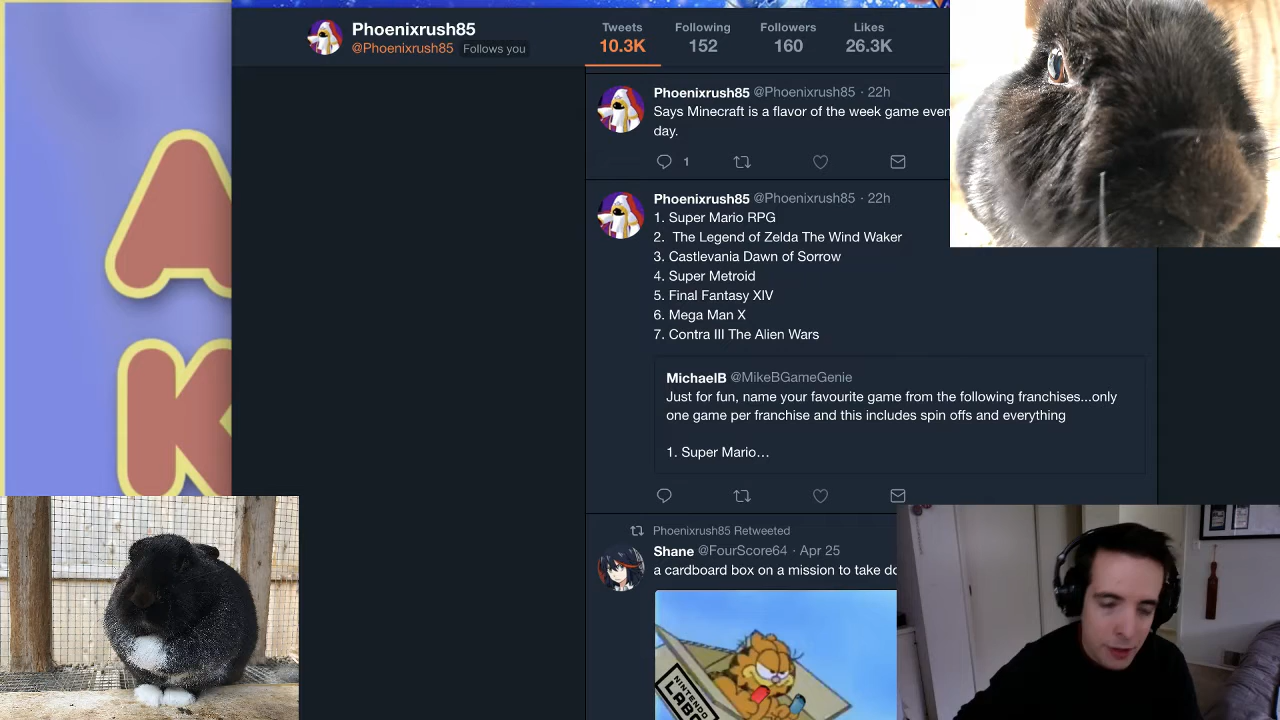 A
K
Phoenixrush85
@Phoenixrush85 Follows you
Tweets Following Followers Likes
10.3K 152 160 26.3K
Phoenixrush85 @Phoenixrush85 · 22h
Says Minecraft is a flavor of the week game even
day.
1
Phoenixrush85 @Phoenixrush85 · 22h
1. Super Mario RPG
2. The Legend of Zelda The Wind Waker
3. Castlevania Dawn of Sorrow
4. Super Metroid
5. Final Fantasy XIV
6. Mega Man X
7. Contra III The Alien Wars
MichaelB @MikeBGameGenie
Just for fun, name your favourite game from the following franchises...only
one game per franchise and this includes spin offs and everything
1. Super Mario…
Phoenixrush85 Retweeted
Shane @FourScore64 · Apr 25
a cardboard box on a mission to take
NINTENDO
LABO